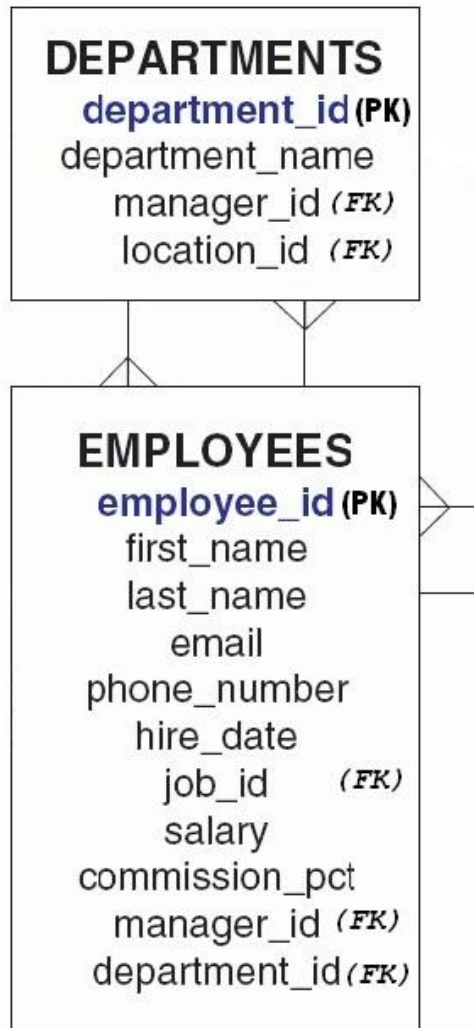 DEPARTMENTS
department_id (PK)
department_name
manager_id (FK)
location_id (FK)
EMPLOYEES
employee_id (PK)
first_name
last_name
email
phone_number
hire_date
job_id (FK)
salary
commission_pct
manager_id (FK)
department_id (FK)